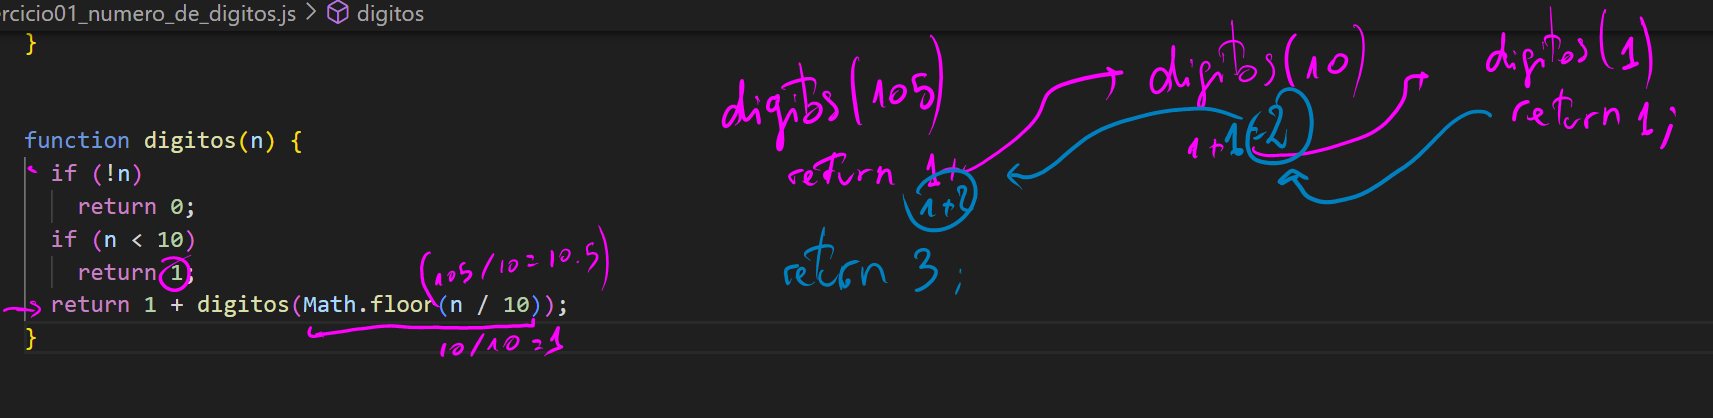 ercicio01_numero_de_digitos.js > digitos
}
function digitos(n) {
if (!n)
return 0;
if (n < 10)
return 1;
return 1 + digitos(Math.floor(n / 10));
}
(105/10=10.5)
10/10=1
digitos(105)
return 1+
1+2
return 3;
digitos(10)
1+1=2
digitos(1)
return 1;